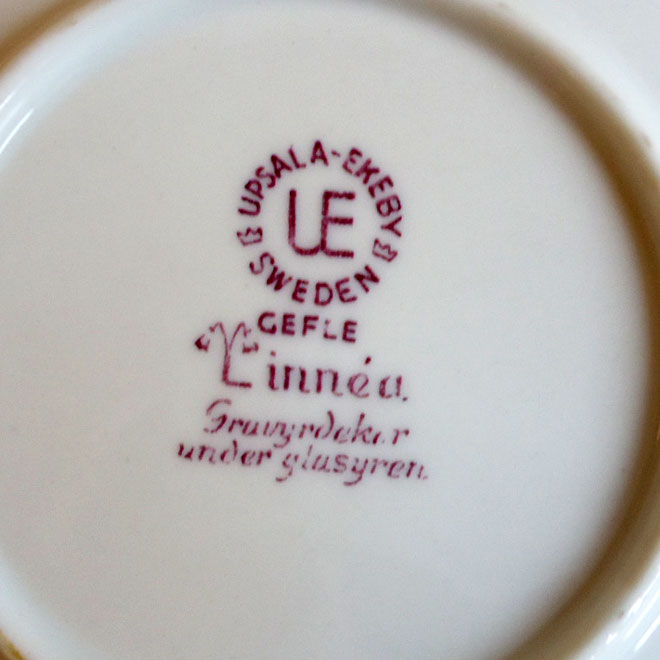 UPSALA-EKEBY
UE
SWEDEN
GEFLE
Linnéa.
Gravyrdekor
under glasyren.